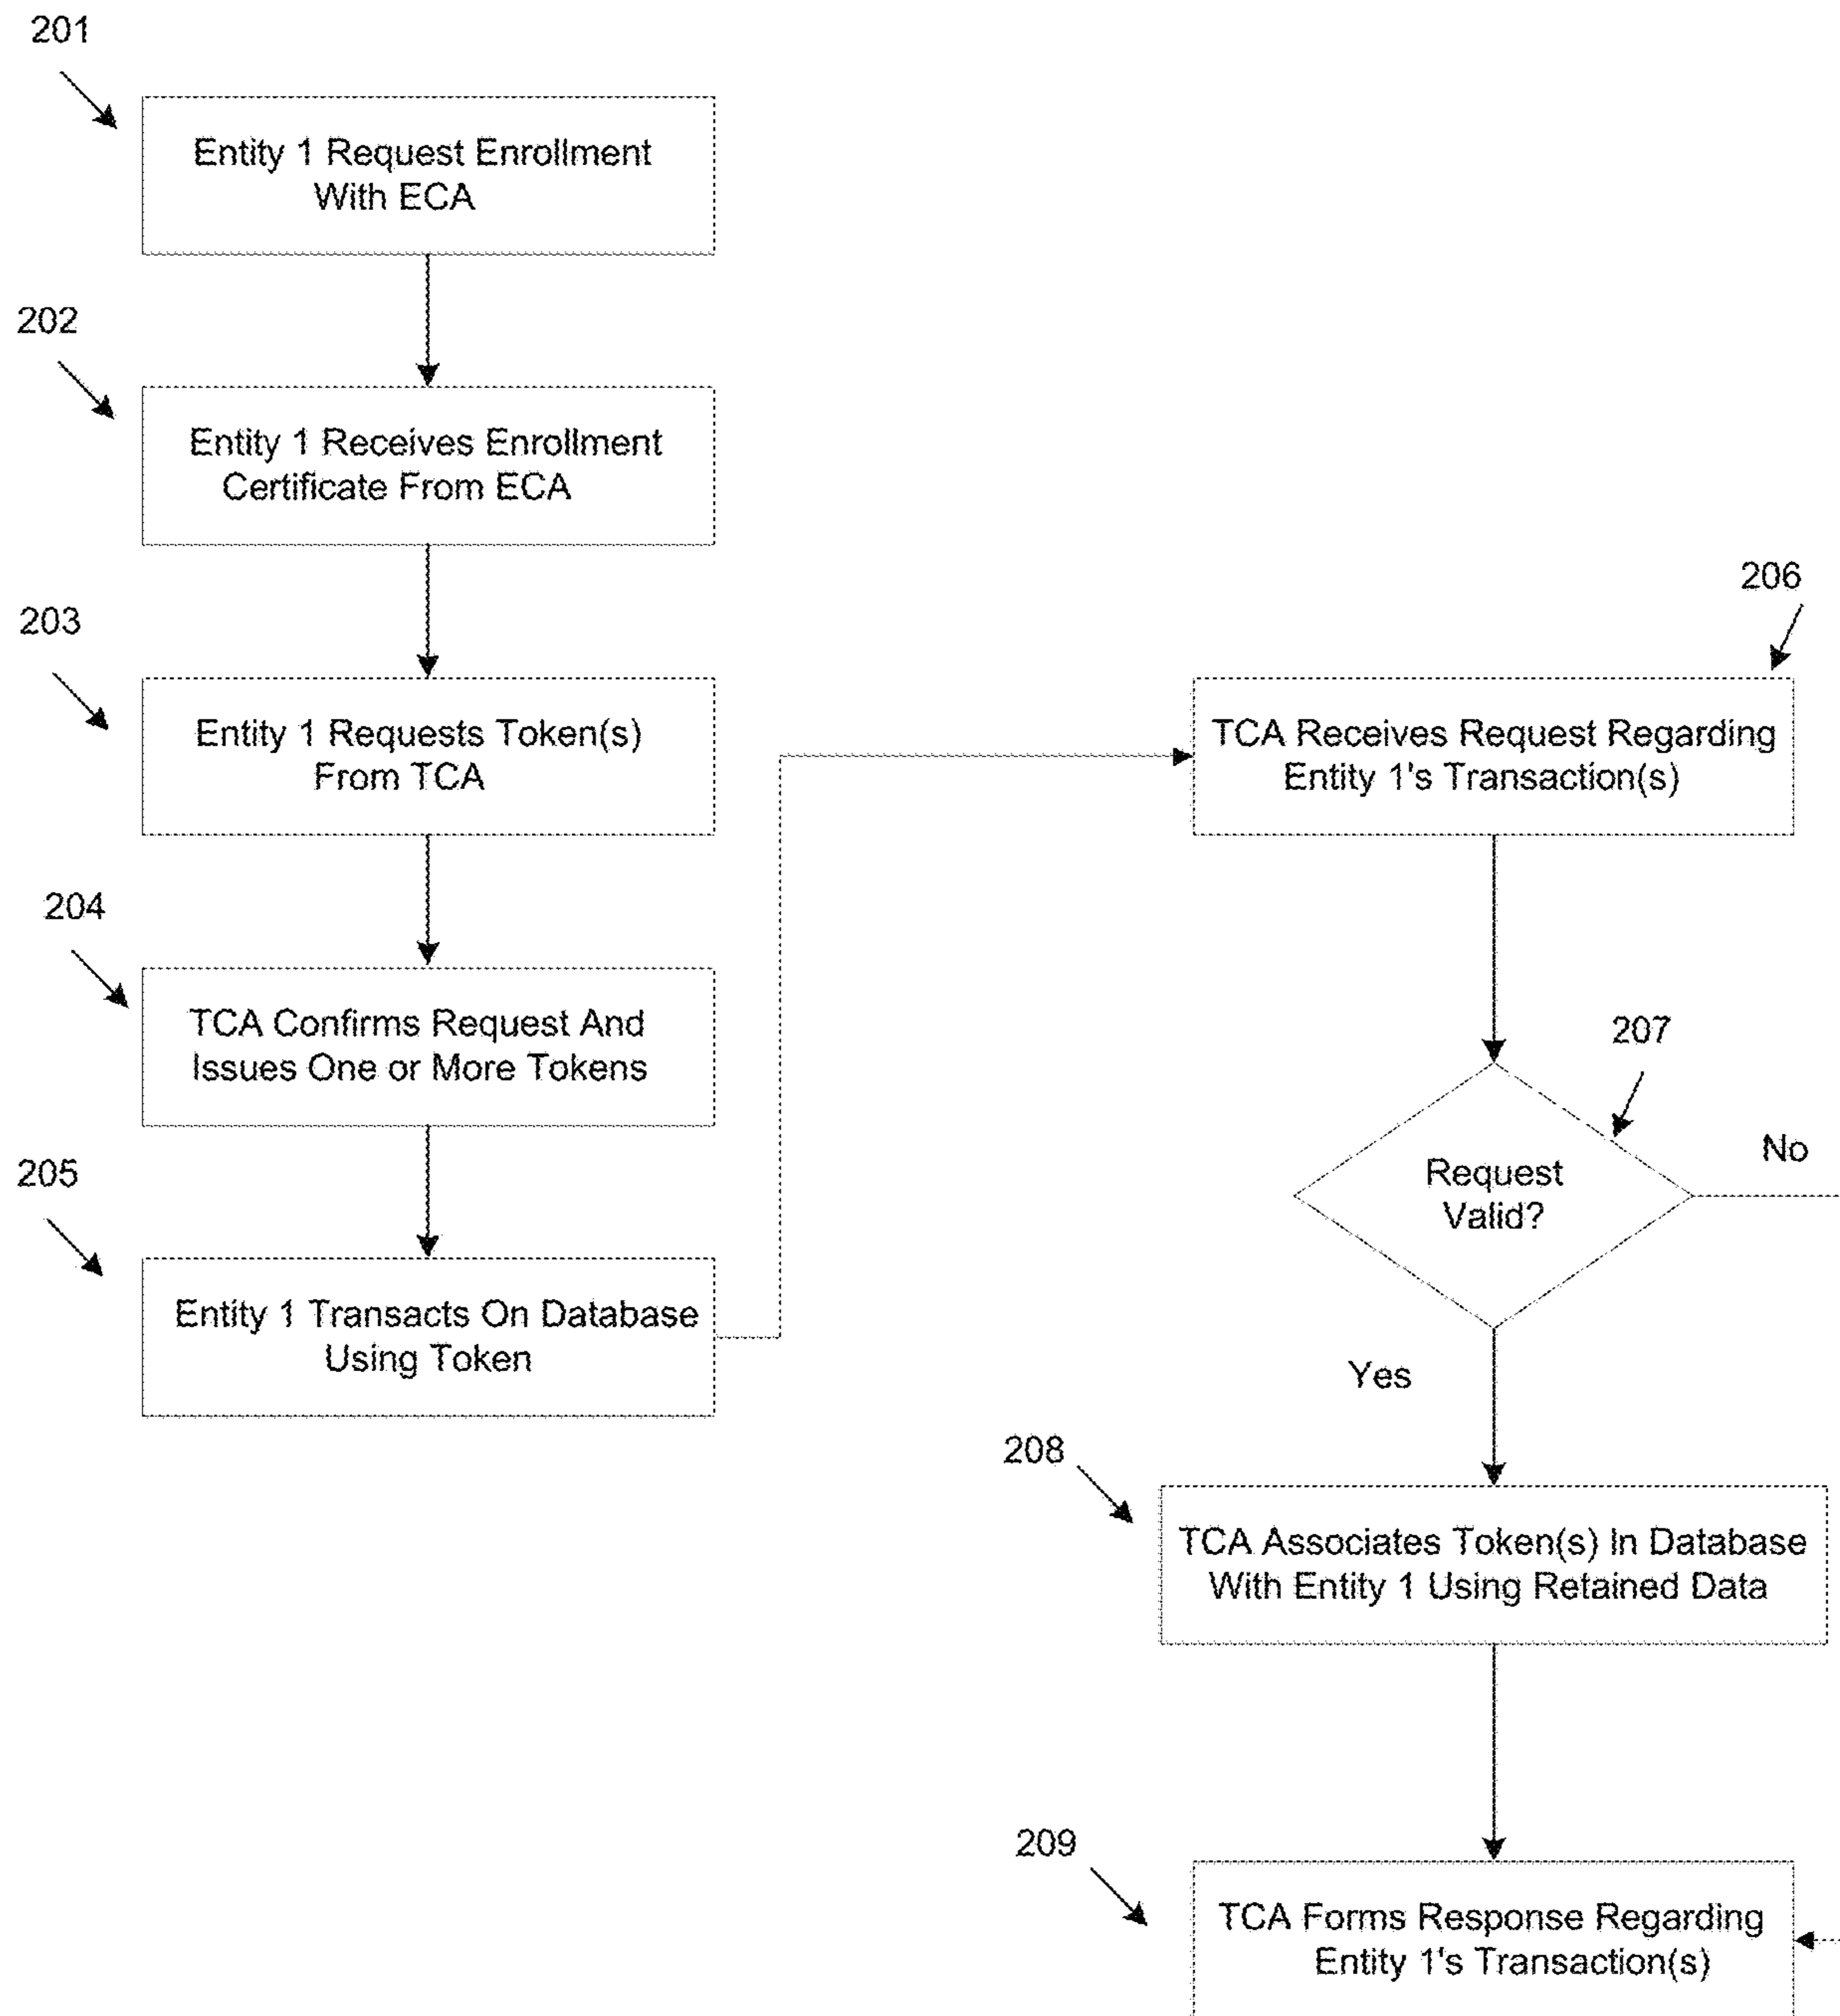 201
Entity 1 Request Enrollment
With ECA
202
Entity 1 Receives Enrollment
Certificate From ECA
203
Entity 1 Requests Token(s)
From TCA
204
TCA Confirms Request And
Issues One or More Tokens
205
Entity 1 Transacts On Database
Using Token
206
TCA Receives Request Regarding
Entity 1's Transaction(s)
207
Request
Valid?
No
Yes
208
TCA Associates Token(s) In Database
With Entity 1 Using Retained Data
209
TCA Forms Response Regarding
Entity 1's Transaction(s)